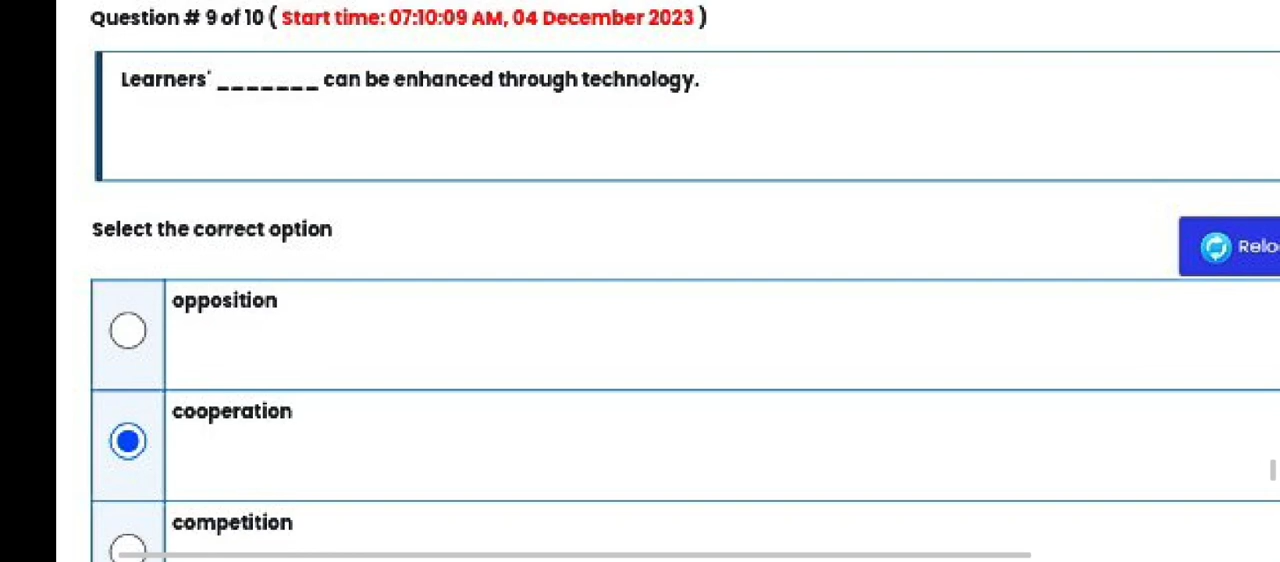 Question # 9 of 10 ( Start time: 07:10:09 AM, 04 December 2023 )
Learners' _______ can be enhanced through technology.
Select the correct option
opposition
cooperation
competition